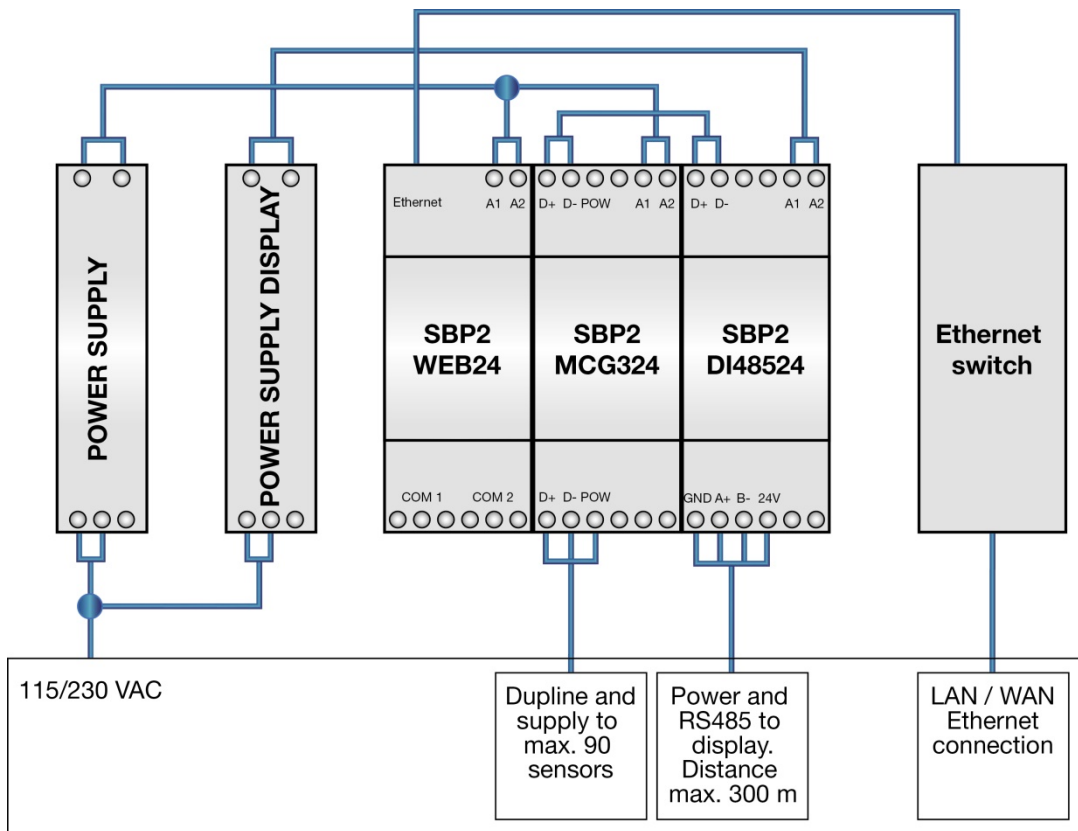 POWER SUPPLY
POWER SUPPLY DISPLAY
Ethernet
A1 A2
D+ D- POW
A1 A2
D+ D-
A1 A2
SBP2
WEB24
SBP2
MCG324
SBP2
DI48524
Ethernet
switch
COM 1
COM 2
D+ D- POW
GND A+ B- 24V
115/230 VAC
Dupline and
supply to
max. 90
sensors
Power and
RS485 to
display.
Distance
max. 300 m
LAN / WAN
Ethernet
connection